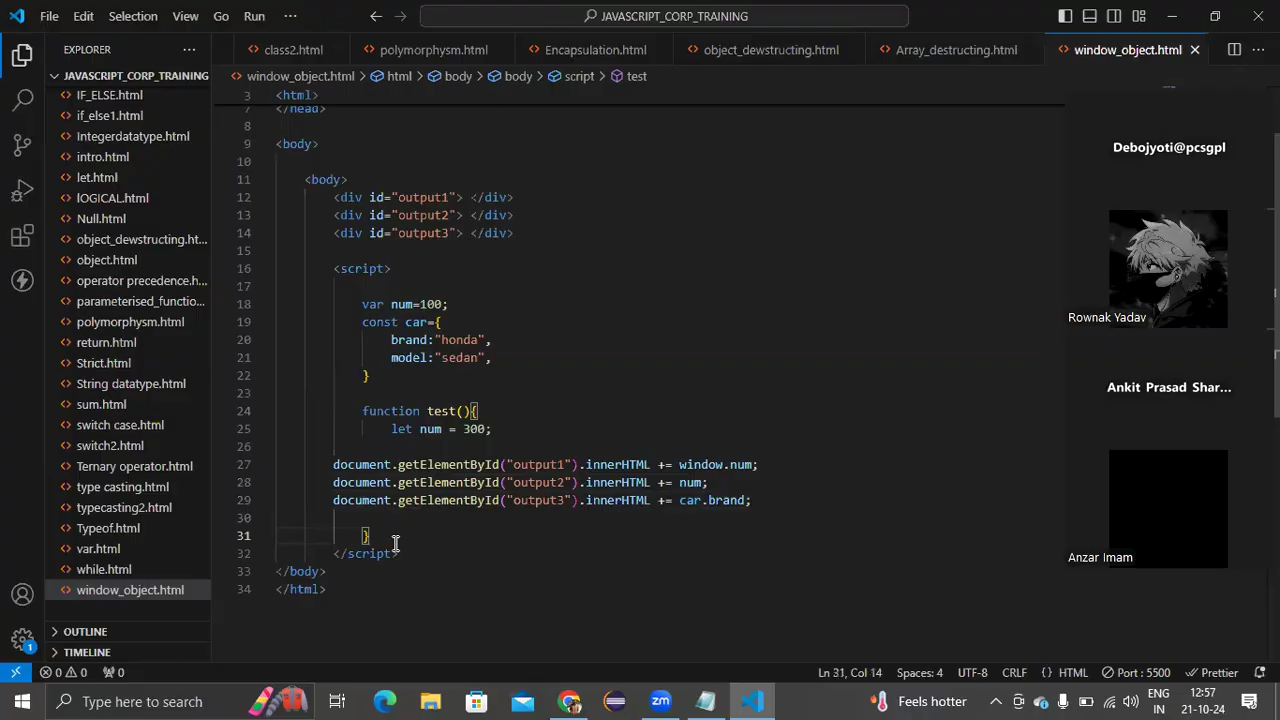 File Edit Selection View Go Run ··· JAVASCRIPT_CORP_TRAINING
EXPLORER ···
class2.html polymorphysm.html Encapsulation.html object_dewstructing.html Array_destructing.html window_object.html
JAVASCRIPT_CORP_TRAINING
IF_ELSE.html
if_else1.html
Integerdatatype.html
intro.html
let.html
lOGICAL.html
Null.html
object_dewstructing.ht...
object.html
operator precedence.h...
parameterised_functio...
polymorphysm.html
return.html
Strict.html
String datatype.html
sum.html
switch case.html
switch2.html
Ternary operator.html
type casting.html
typecasting2.html
Typeof.html
var.html
while.html
window_object.html
OUTLINE
TIMELINE
window_object.html > html > body > body > script > test
3 <html>
7 </head>
8
9 <body>
10
11 <body>
12 <div id="output1"> </div>
13 <div id="output2"> </div>
14 <div id="output3"> </div>
15
16 <script>
17
18 var num=100;
19 const car={
20 brand:"honda",
21 model:"sedan",
22 }
23
24 function test(){
25 let num = 300;
26
27 document.getElementById("output1").innerHTML += window.num;
28 document.getElementById("output2").innerHTML += num;
29 document.getElementById("output3").innerHTML += car.brand;
30
31 }
32 </script>
33 </body>
34 </html>
Debojyoti@pcsgpl
Rownak Yadav
Ankit Prasad Shar...
Anzar Imam
1
0 0 0 Ln 31, Col 14 Spaces: 4 UTF-8 CRLF {} HTML Port : 5500 Prettier
Type here to search zm Feels hotter ENG IN 12:57 21-10-24